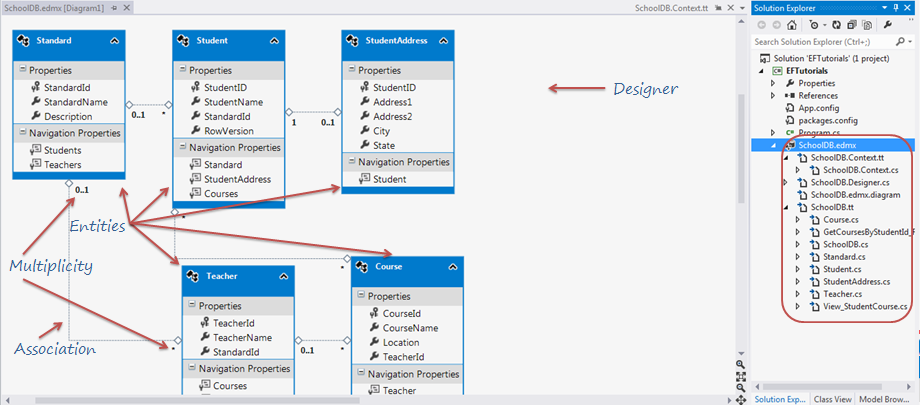 SchoolDB.edmx [Diagram1]
SchoolDB.Context.tt
Standard
Properties
StandardId
StandardName
Description
Navigation Properties
Students
Teachers
0..1
*
Student
Properties
StudentID
StudentName
StandardId
RowVersion
Navigation Properties
Standard
StudentAddress
Courses
1
0..1
StudentAddress
Properties
StudentID
Address1
Address2
City
State
Navigation Properties
Student
Designer
0..1
Entities
*
Multiplicity
Association
*
*
Teacher
Properties
TeacherId
TeacherName
StandardId
Navigation Properties
Courses
0..1
*
Course
Properties
CourseId
CourseName
Location
TeacherId
Navigation Properties
Teacher
Solution Explorer
Search Solution Explorer (Ctrl+;)
Solution 'EFTutorials' (1 project)
EFTutorials
Properties
References
App.config
packages.config
Program.cs
SchoolDB.edmx
SchoolDB.Context.tt
SchoolDB.Context.cs
SchoolDB.Designer.cs
SchoolDB.edmx.diagram
SchoolDB.tt
Course.cs
GetCoursesByStudentId_
SchoolDB.cs
Standard.cs
Student.cs
StudentAddress.cs
Teacher.cs
View_StudentCourse.cs
Solution Exp...
Class View
Model Brow...